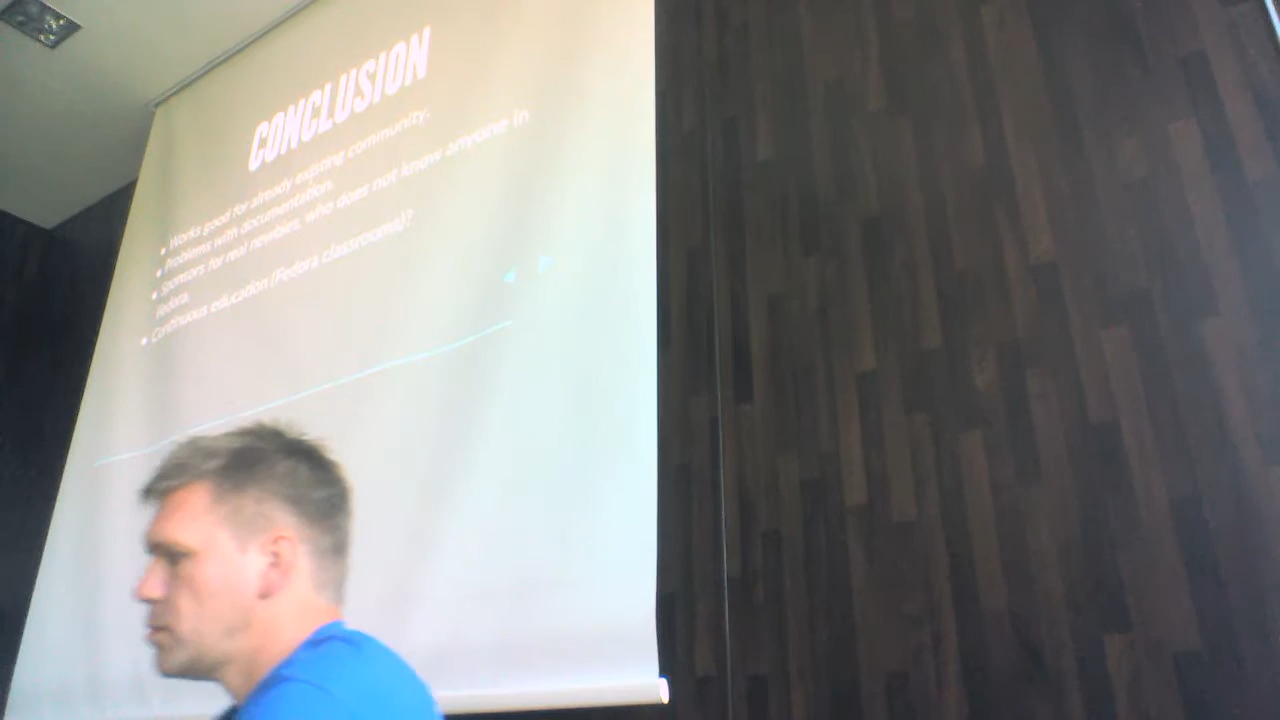 CONCLUSION
Works good for already existing community.
Problems with documentation.
Sponsors for real newbies, who does not know anyone in
Fedora.
Continuous education (Fedora classrooms)?